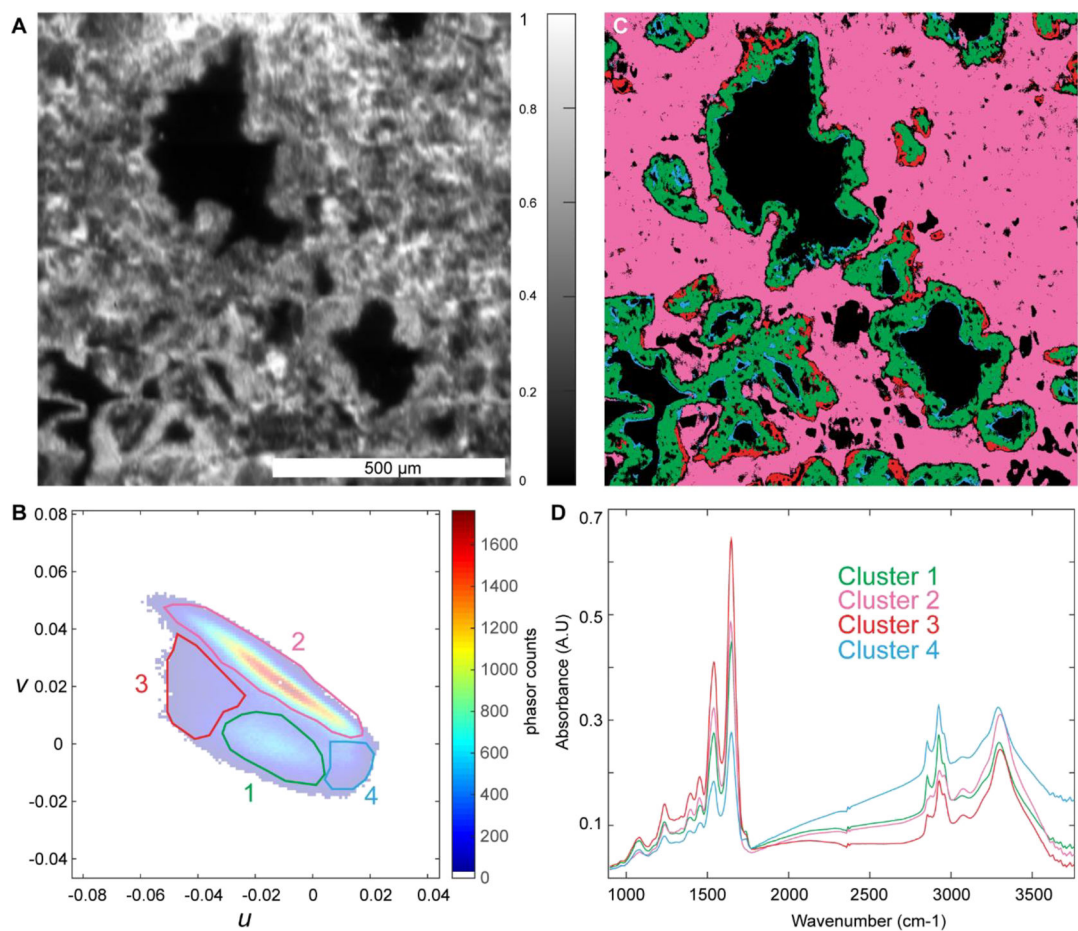 A
1
0.8
0.6
0.4
0.2
0
500 µm
C
B
0.08
0.06
0.04
0.02
0
-0.02
-0.04
v
-0.08 -0.06 -0.04 -0.02 0 0.02 0.04
u
2
3
1
4
1600
1400
1200
1000
800
600
400
200
0
phasor counts
D
0.7
0.5
0.3
0.1
Absorbance (A.U)
Cluster 1
Cluster 2
Cluster 3
Cluster 4
1000 1500 2000 2500 3000 3500
Wavenumber (cm-1)